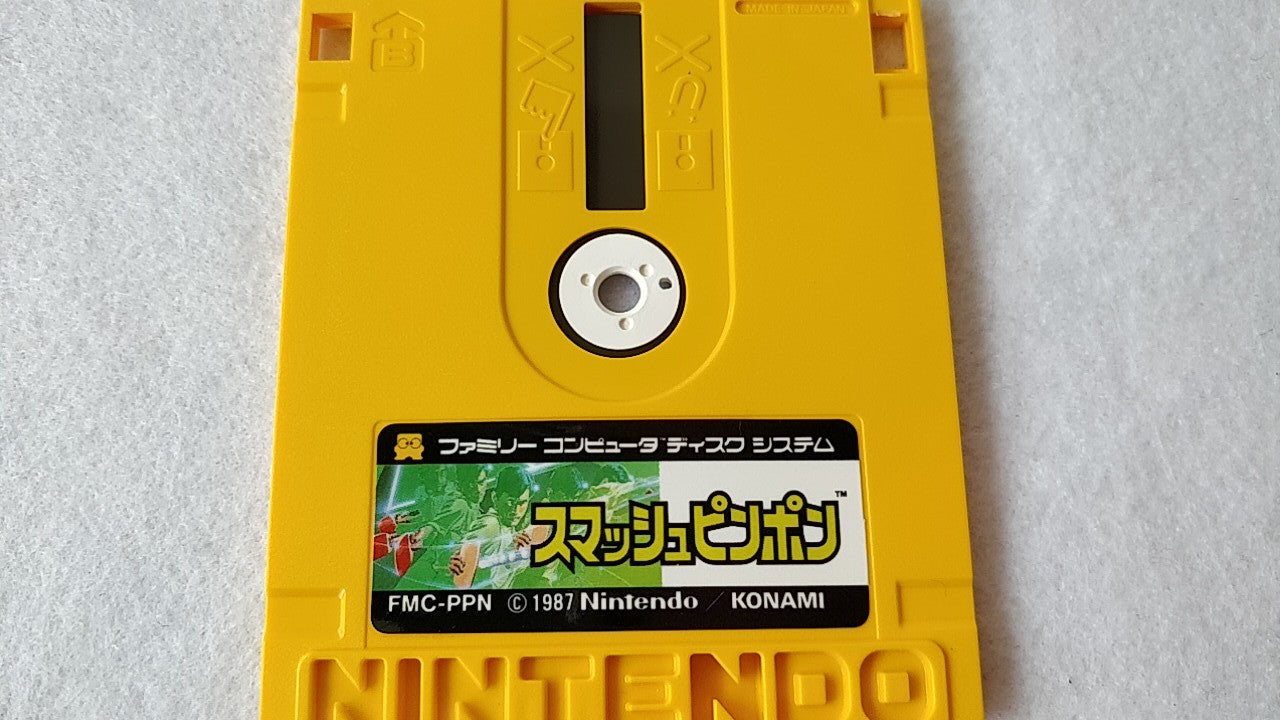 MADE IN JAPAN
B
ファミリー コンピュータ™ ディスク システム
スマッシュピンポン™
FMC-PPN © 1987 Nintendo / KONAMI
NINTENDO